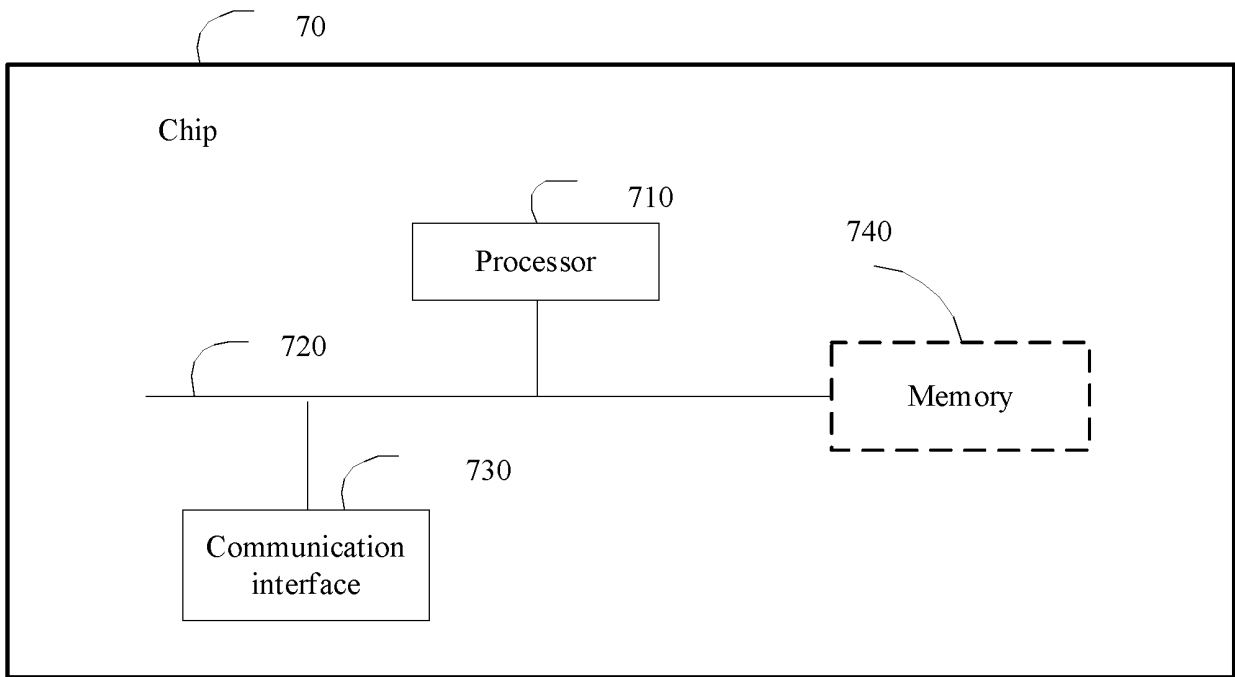 70
Chip
710
Processor
740
720
Memory
730
Communication
interface